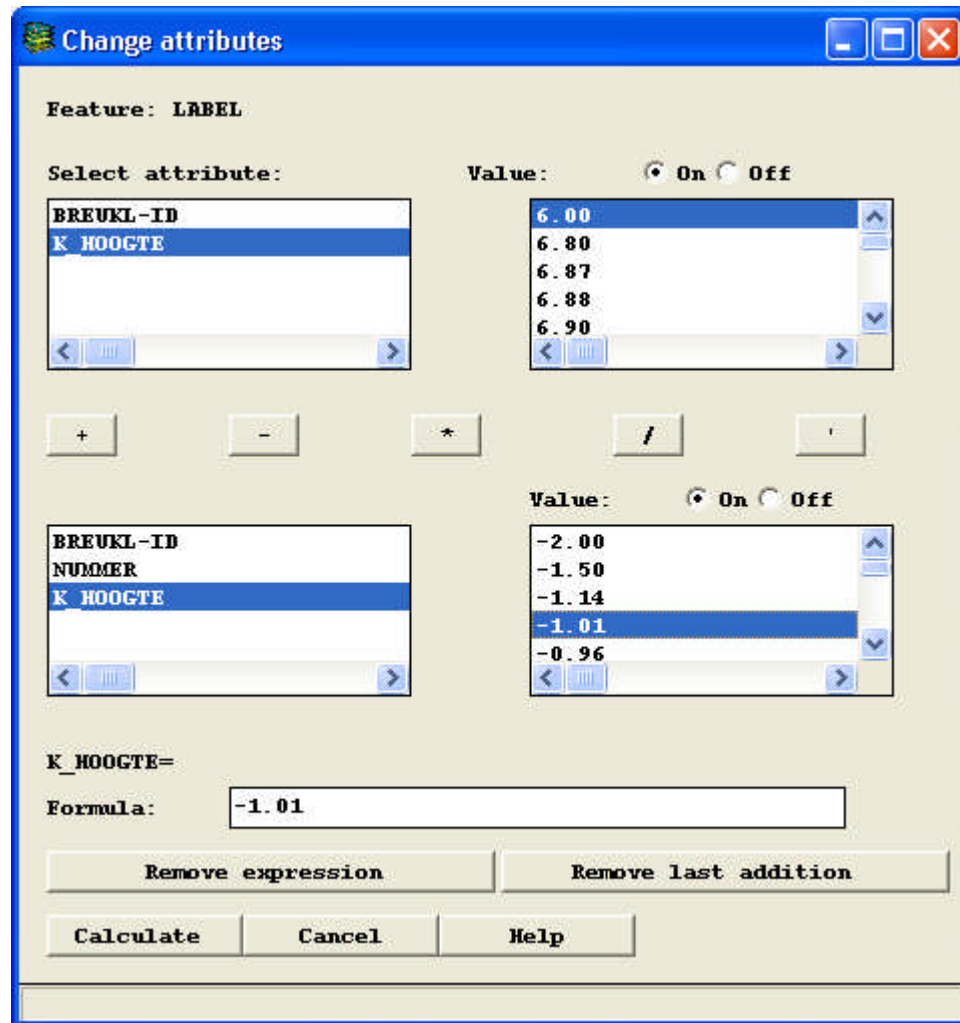 Change attributes
Feature: LABEL
Select attribute: Value: On Off
BREUKL-ID
K_HOOGTE
6.00
6.80
6.87
6.88
6.90
+ - * / '
Value: On Off
BREUKL-ID
NUMMER
K_HOOGTE
-2.00
-1.50
-1.14
-1.01
-0.96
K_HOOGTE=
Formula: -1.01
Remove expression Remove last addition
Calculate Cancel Help